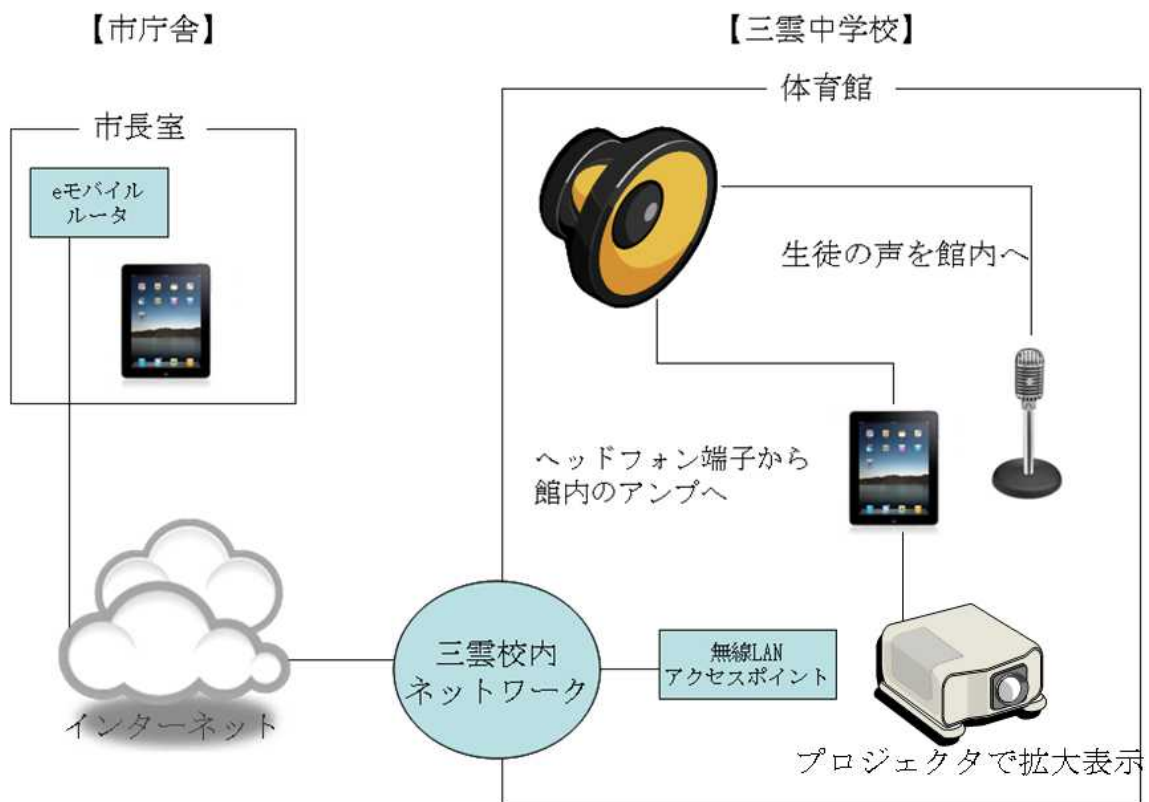 【市庁舎】
【三雲中学校】
体育館
市長室
eモバイル
ルータ
生徒の声を館内へ
ヘッドフォン端子から
館内のアンプへ
三雲校内
ネットワーク
無線LAN
アクセスポイント
インターネット
プロジェクタで拡大表示